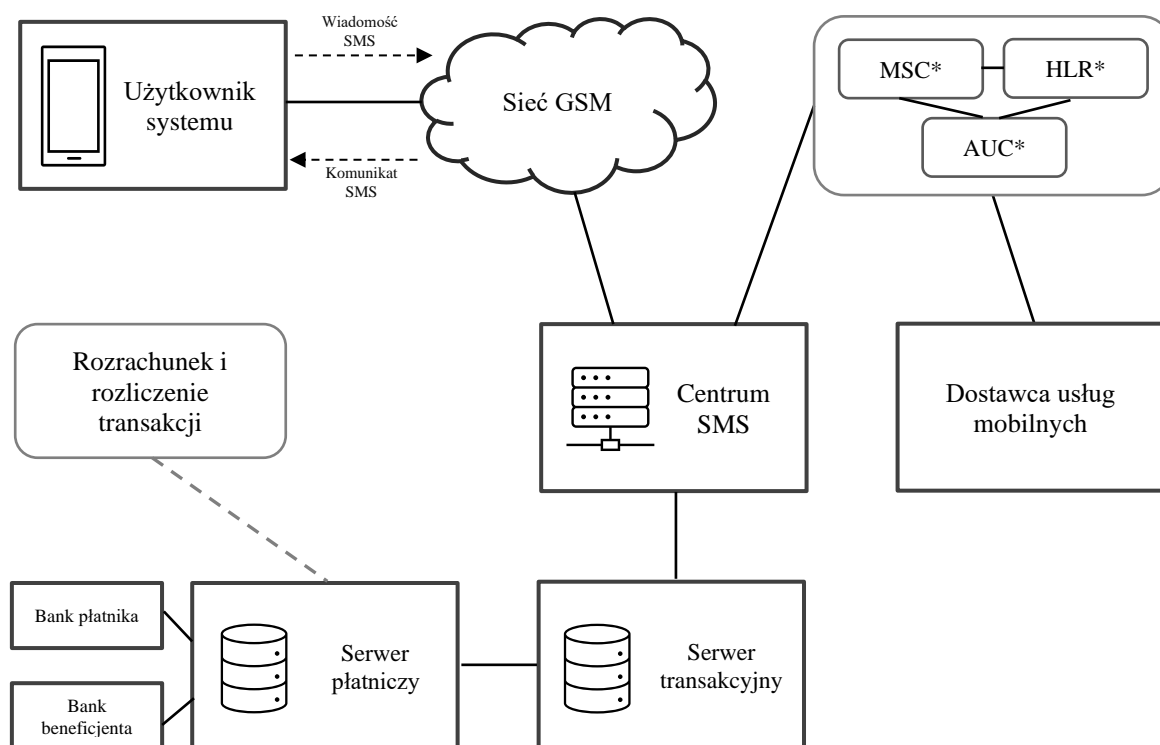 Wiadomość
SMS
Użytkownik
systemu
Sieć GSM
Komunikat
SMS
MSC*
HLR*
AUC*
Rozrachunek i
rozliczenie
transakcji
Centrum
SMS
Dostawca usług
mobilnych
Bank płatnika
Bank
beneficjenta
Serwer
płatniczy
Serwer
transakcyjny